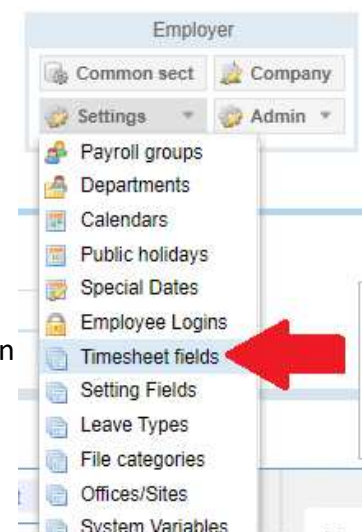 Employer
Common sect Company
Settings Admin
Payroll groups
Departments
Calendars
Public holidays
Special Dates
Employee Logins
Timesheet fields
Setting Fields
Leave Types
File categories
Offices/Sites
System Variables